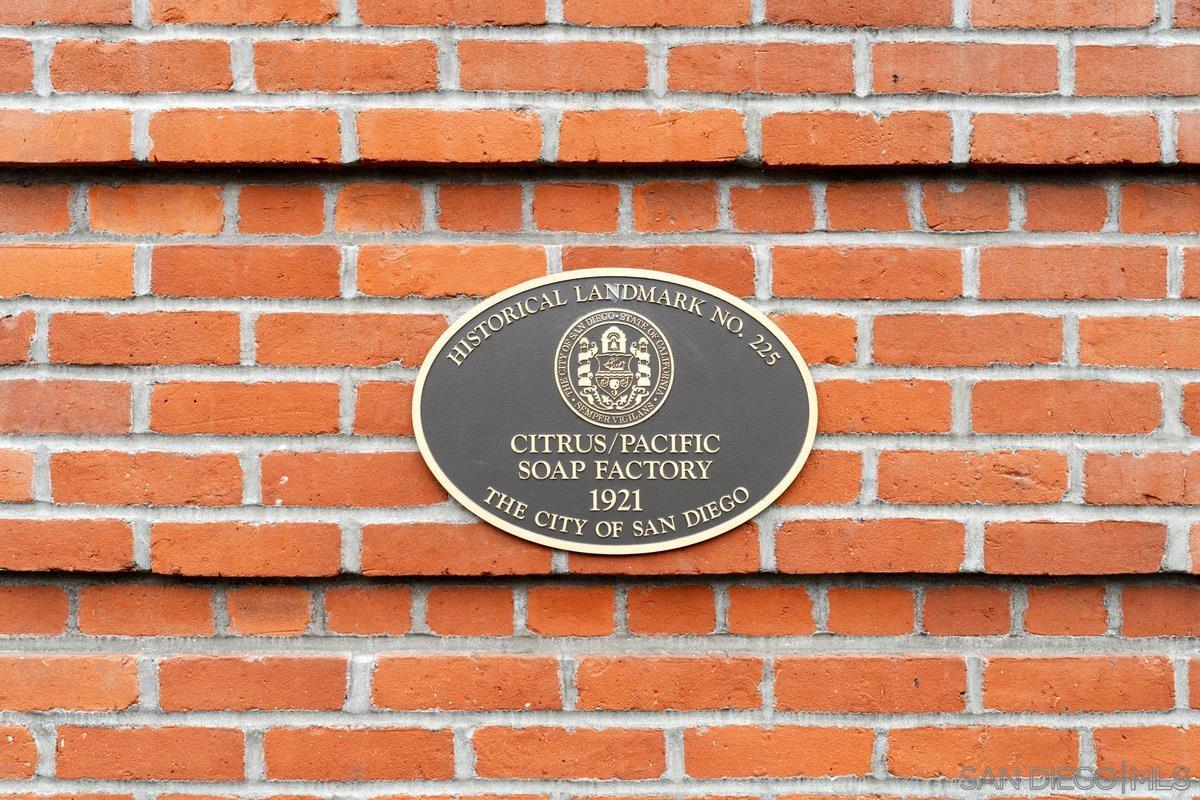 HISTORICAL LANDMARK NO. 225
THE CITY OF SAN DIEGO • STATE OF CALIFORNIA
• SEMPER VIGILANS •
CITRUS/PACIFIC
SOAP FACTORY
1921
THE CITY OF SAN DIEGO
SAN DIEGO|MLS